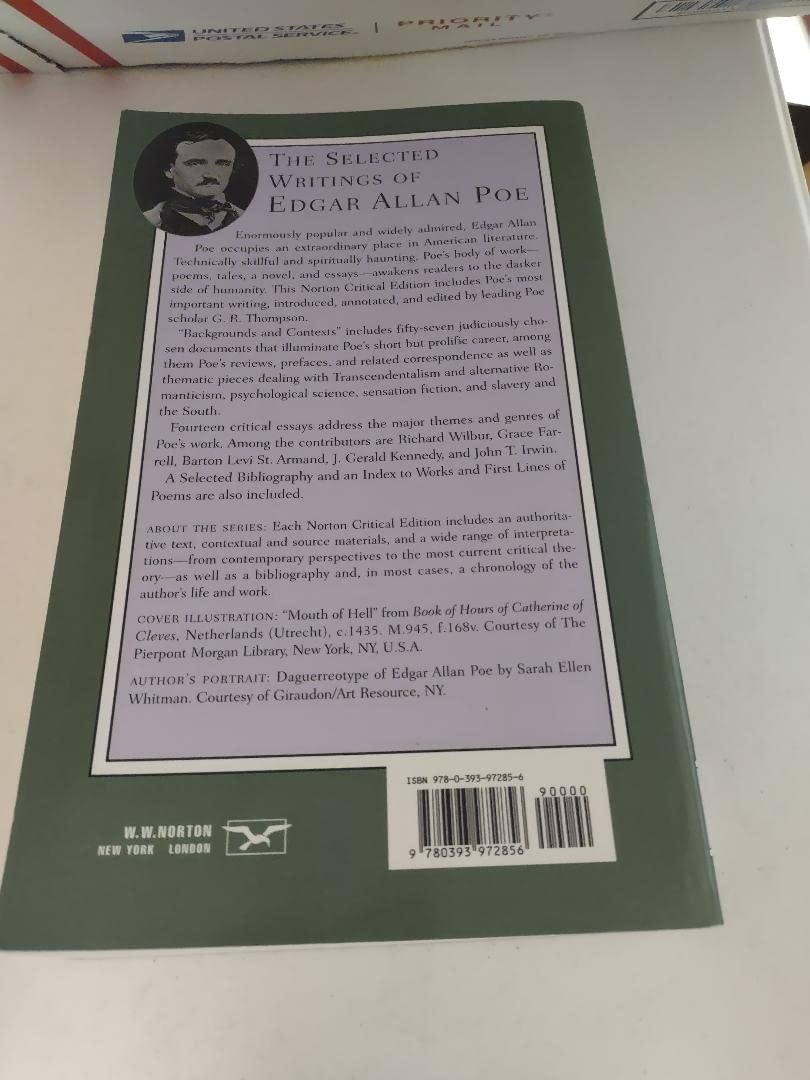 UNITED STATES
POSTAL SERVICE.
PRIORITY
MAIL
THE SELECTED
WRITINGS OF
EDGAR ALLAN POE
Enormously popular and widely admired, Edgar Allan
Poe occupies an extraordinary place in American literature.
Technically skillful and spiritually haunting, Poe's body of work—
poems, tales, a novel, and essays—awakens readers to the darker
side of humanity. This Norton Critical Edition includes Poe's most
important writing, introduced, annotated, and edited by leading Poe
scholar G. R. Thompson.
"Backgrounds and Contexts" includes fifty-seven judiciously cho-
sen documents that illuminate Poe's short but prolific career, among
them Poe's reviews, prefaces, and related correspondence as well as
thematic pieces dealing with Transcendentalism and alternative Ro-
manticism, psychological science, sensation fiction, and slavery and
the South.
Fourteen critical essays address the major themes and genres of
Poe's work. Among the contributors are Richard Wilbur, Grace Far-
rell, Barton Levi St. Armand, J. Gerald Kennedy, and John T. Irwin.
A Selected Bibliography and an Index to Works and First Lines of
Poems are also included.
ABOUT THE SERIES: Each Norton Critical Edition includes an authorita-
tive text, contextual and source materials, and a wide range of interpreta-
tions—from contemporary perspectives to the most current critical the-
ory—as well as a bibliography and, in most cases, a chronology of the
author's life and work.
COVER ILLUSTRATION: "Mouth of Hell" from Book of Hours of Catherine of
Cleves, Netherlands (Utrecht), c.1435. M.945, f.168v. Courtesy of The
Pierpont Morgan Library, New York, NY, U.S.A.
AUTHOR'S PORTRAIT: Daguerreotype of Edgar Allan Poe by Sarah Ellen
Whitman. Courtesy of Giraudon/Art Resource, NY.
ISBN 978-0-393-97285-6
90000
9 780393 972856
W.W.NORTON
NEW YORK LONDON